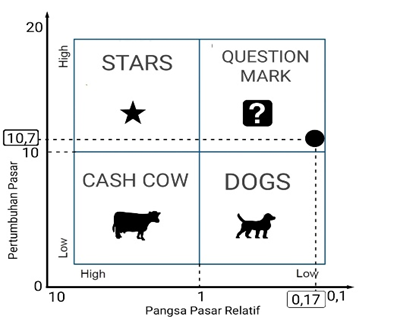 20
High
STARS
QUESTION
MARK
?
10,7
10
Pertumbuhan Pasar
CASH COW
DOGS
Low
High
Low
0
10
1
0,17
0,1
Pangsa Pasar Relatif